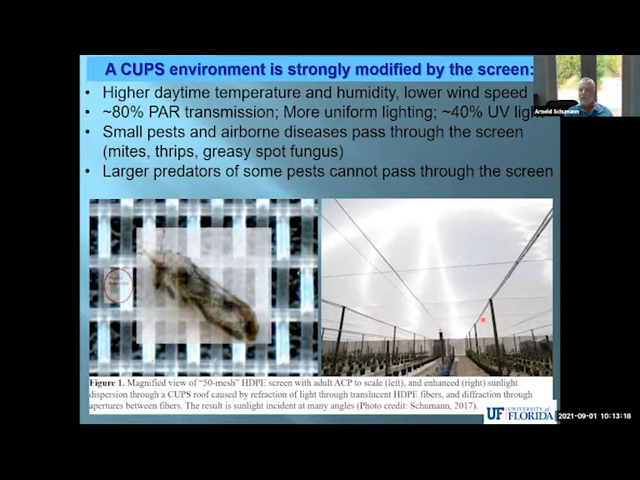 A CUPS environment is strongly modified by the screen:
• Higher daytime temperature and humidity, lower wind speed
• ~80% PAR transmission; More uniform lighting; ~40% UV
• Small pests and airborne diseases pass through the screen
(mites, thrips, greasy spot fungus)
• Larger predators of some pests cannot pass through the screen
Arnold Schumann
Figure 1. Magnified view of "50-mesh" HDPE screen with adult ACP to scale (left), and enhanced (right) sunlight
dispersion through a CUPS roof caused by refraction of light through translucent HDPE fibers, and diffraction through
apertures between fibers. The result is sunlight incident at many angles (Photo credit: Schumann, 2017).
UF UNIVERSITY of
FLORIDA
2021-09-01 10:13:18